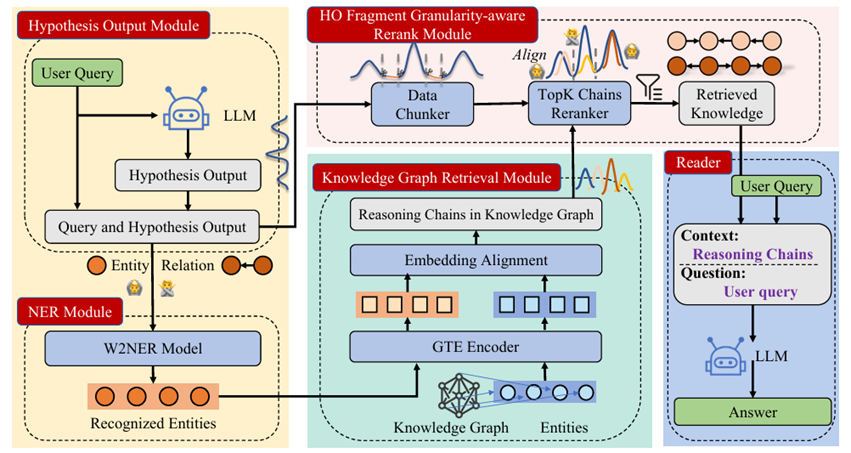 Hypothesis Output Module
User Query
LLM
Hypothesis Output
Query and Hypothesis Output
Entity
Relation
NER Module
W2NER Model
Recognized Entities
HO Fragment Granularity-aware
Rerank Module
Align
Data
Chunker
TopK Chains
Reranker
Retrieved
Knowledge
Knowledge Graph Retrieval Module
Reasoning Chains in Knowledge Graph
Embedding Alignment
GTE Encoder
Knowledge Graph
Entities
Reader
User Query
Context:
Reasoning Chains
Question:
User query
LLM
Answer